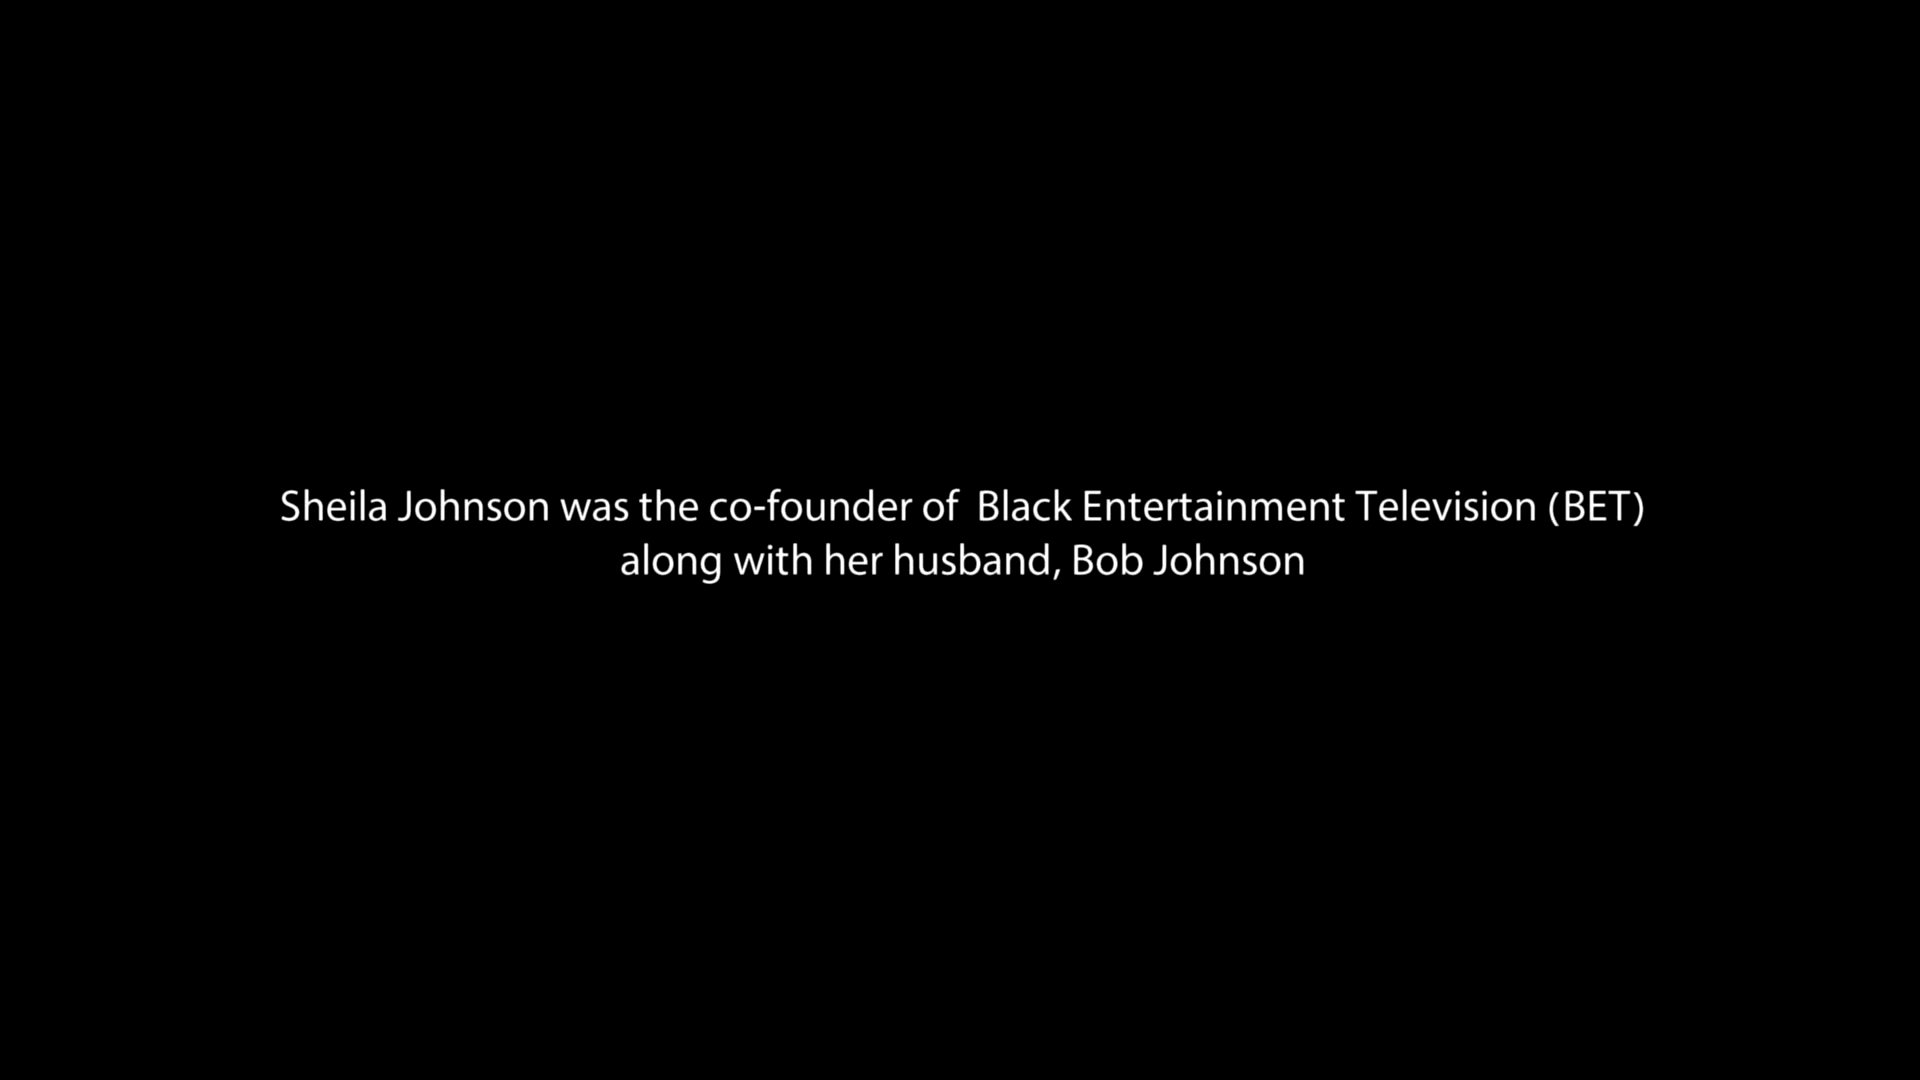 Sheila Johnson was the co-founder of  Black Entertainment Television (BET)
along with her husband, Bob Johnson